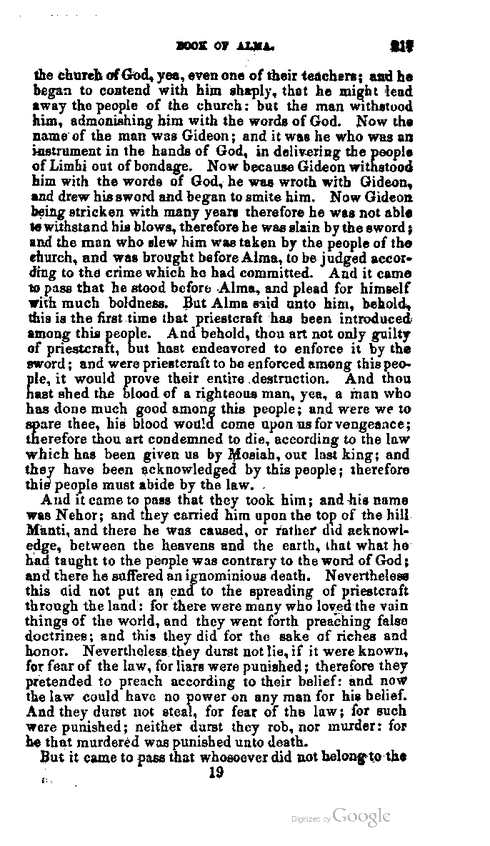 BOOK OF ALMA. 217
the church of God, yea, even one of their teachers; and he
began to contend with him shaply, that he might lead
away the people of the church: but the man withstood
him, admonishing him with the words of God. Now the
name of the man was Gideon; and it was he who was an
instrument in the hands of God, in delivering the people
of Limhi out of bondage. Now because Gideon withstood
him with the words of God, he was wroth with Gideon,
and drew his sword and began to smite him. Now Gideon
being stricken with many years therefore he was not able
to withstand his blows, therefore he was slain by the sword;
and the man who slew him was taken by the people of the
church, and was brought before Alma, to be judged accor-
ding to the crime which he had committed. And it came
to pass that he stood before Alma, and plead for himself
with much boldness. But Alma said unto him, behold,
this is the first time that priestcraft has been introduced
among this people. And behold, thou art not only guilty
of priestcraft, but hast endeavored to enforce it by the
sword; and were priestcraft to be enforced among this peo-
ple, it would prove their entire destruction. And thou
hast shed the blood of a righteous man, yea, a man who
has done much good among this people; and were we to
spare thee, his blood would come upon us for vengeance;
therefore thou art condemned to die, according to the law
which has been given us by Mosiah, our last king; and
they have been acknowledged by this people; therefore
this people must abide by the law.
And it came to pass that they took him; and his name
was Nehor; and they carried him upon the top of the hill
Manti, and there he was caused, or rather did acknowl-
edge, between the heavens and the earth, that what he
had taught to the people was contrary to the word of God;
and there he suffered an ignominious death. Nevertheless
this did not put an end to the spreading of priestcraft
through the land: for there were many who loved the vain
things of the world, and they went forth preaching false
doctrines; and this they did for the sake of riches and
honor. Nevertheless they durst not lie, if it were known,
for fear of the law, for liars were punished; therefore they
pretended to preach according to their belief: and now
the law could have no power on any man for his belief.
And they durst not steal, for fear of the law; for such
were punished; neither durst they rob, nor murder: for
he that murdered was punished unto death.
But it came to pass that whosoever did not belong to the
19
Digitized by Google